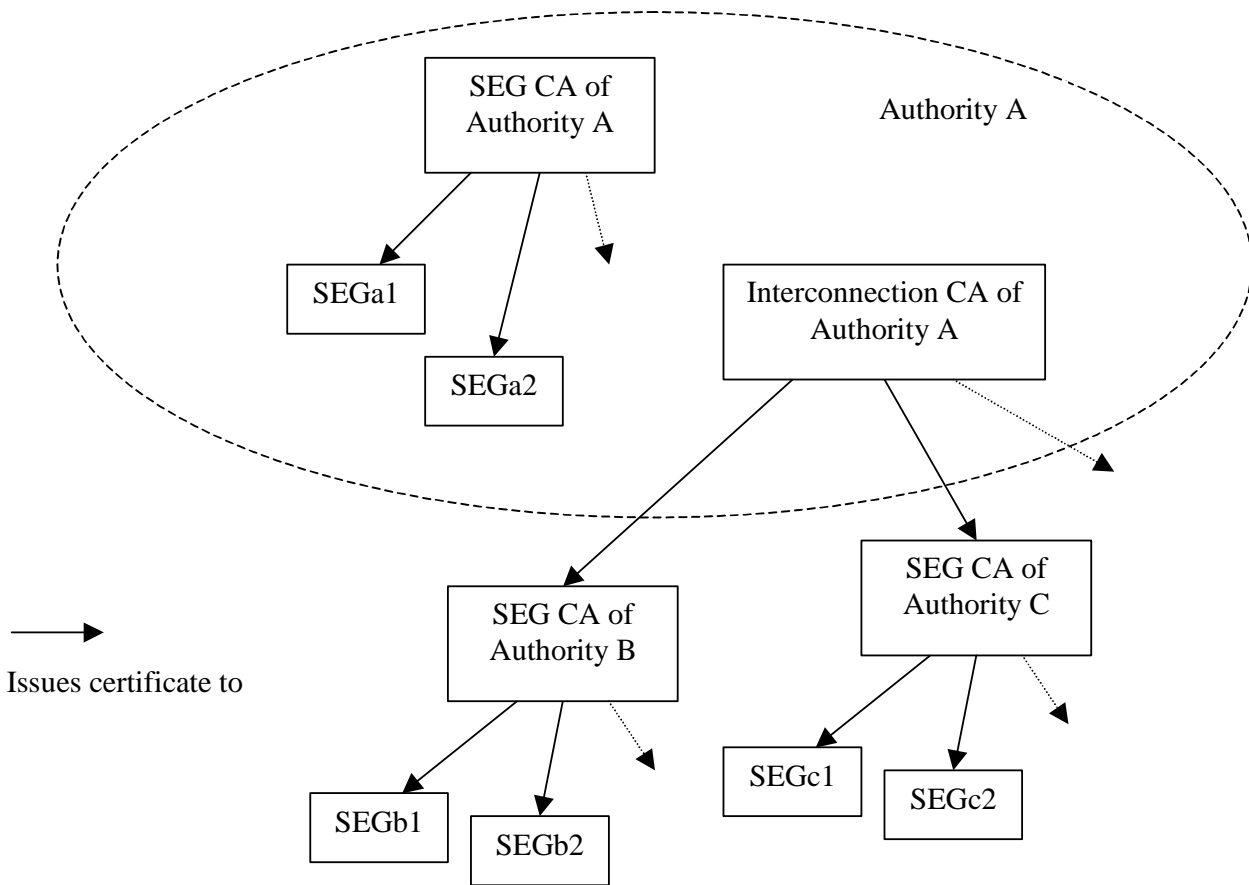 SEG CA of
Authority A
Authority A
SEGa1
Interconnection CA of
Authority A
SEGa2
SEG CA of
Authority C
SEG CA of
Authority B
Issues certificate to
SEGc1
SEGc2
SEGb1
SEGb2